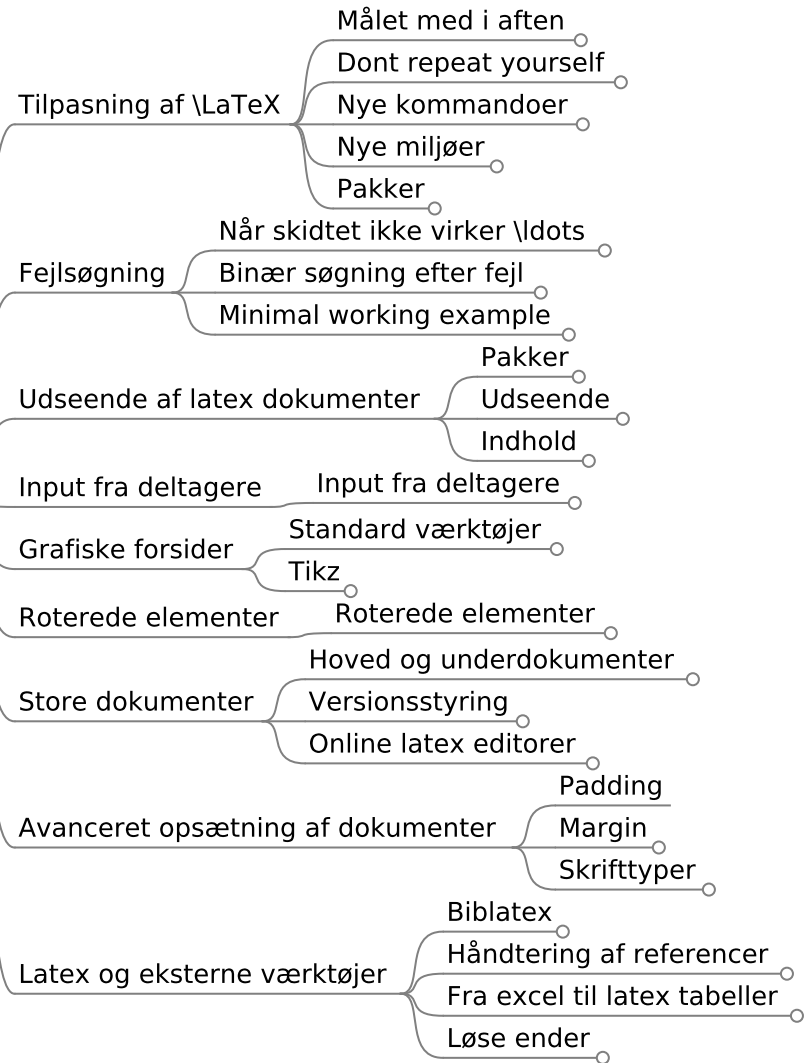 Tilpasning af \LaTeX
Målet med i aften
Dont repeat yourself
Nye kommandoer
Nye miljøer
Pakker
Fejlsøgning
Når skidtet ikke virker \ldots
Binær søgning efter fejl
Minimal working example
Udseende af latex dokumenter
Pakker
Udseende
Indhold
Input fra deltagere
Input fra deltagere
Grafiske forsider
Standard værktøjer
Tikz
Roterede elementer
Roterede elementer
Store dokumenter
Hoved og underdokumenter
Versionsstyring
Online latex editorer
Avanceret opsætning af dokumenter
Padding
Margin
Skrifttyper
Latex og eksterne værktøjer
Biblatex
Håndtering af referencer
Fra excel til latex tabeller
Løse ender